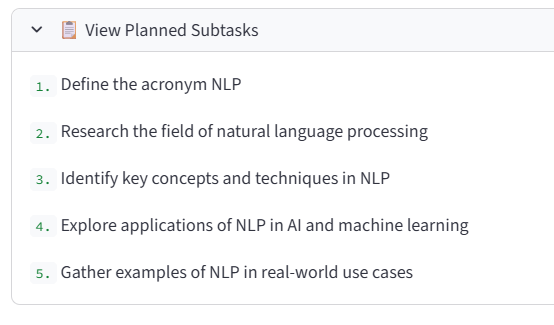 View Planned Subtasks
1. Define the acronym NLP
2. Research the field of natural language processing
3. Identify key concepts and techniques in NLP
4. Explore applications of NLP in AI and machine learning
5. Gather examples of NLP in real-world use cases